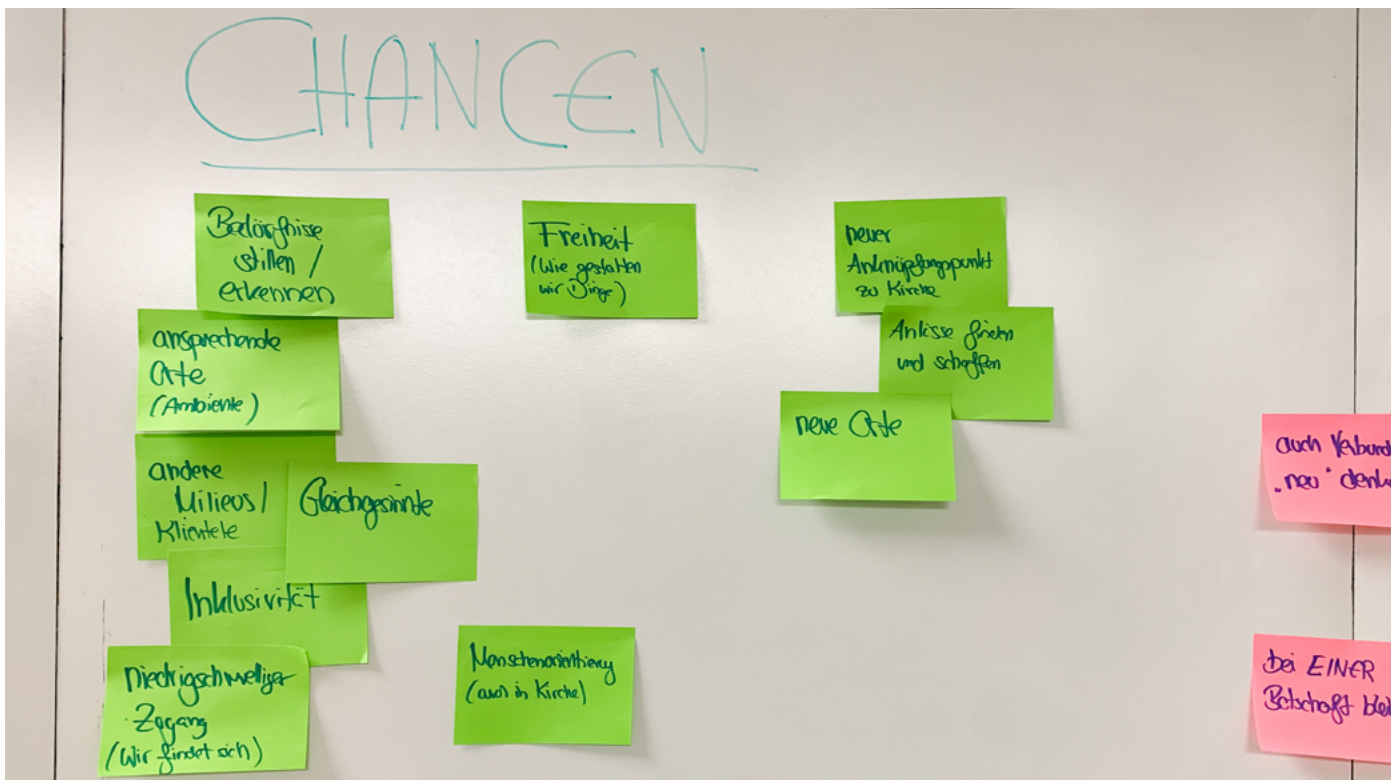 CHANCEN
Bedürfnisse
stillen /
erkennen
ansprechende
Orte
(Ambiente)
andere
Milieus /
Klientele
Gleichgesinnte
Inklusivität
niedrigschwelliger
Zugang
(Wir findet sich)
Freiheit
(Wie gestalten
wir Dinge)
Menschenorientierung
(auch in Kirche)
neuer
Anknüpfungspunkt
zu Kirche
Anlässe finden
und schaffen
neue Orte
auch
"neu"
bei EINER
Botschaft